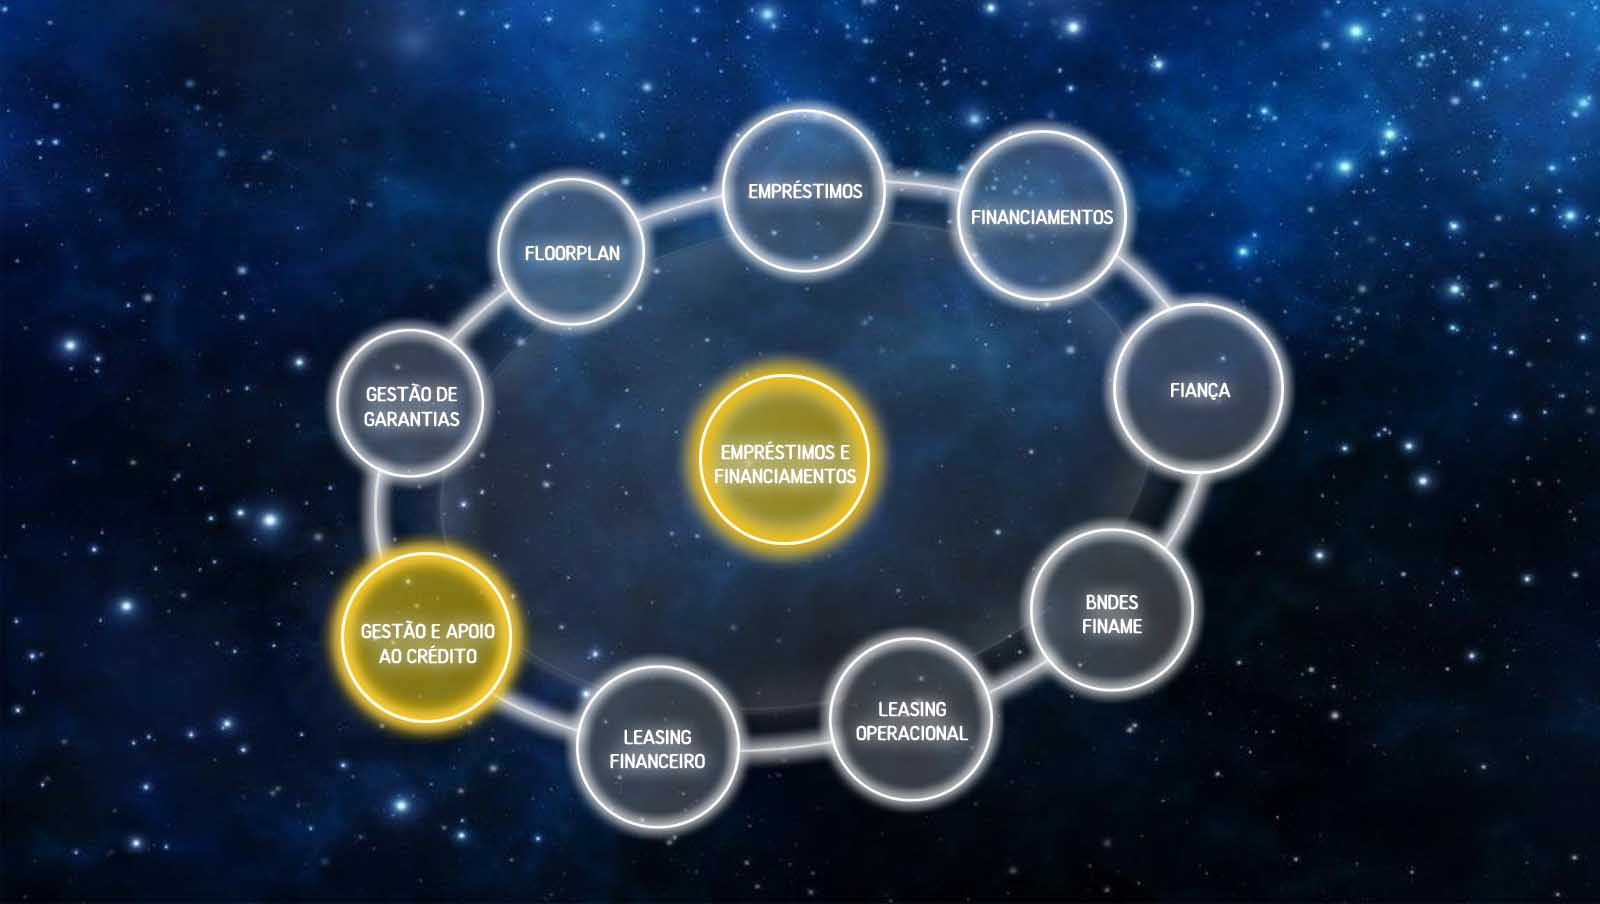 EMPRÉSTIMOS
FINANCIAMENTOS
FLOORPLAN
FIANÇA
GESTÃO DE
GARANTIAS
EMPRÉSTIMOS E
FINANCIAMENTOS
BNDES
FINAME
GESTÃO E APOIO
AO CRÉDITO
LEASING
OPERACIONAL
LEASING
FINANCEIRO